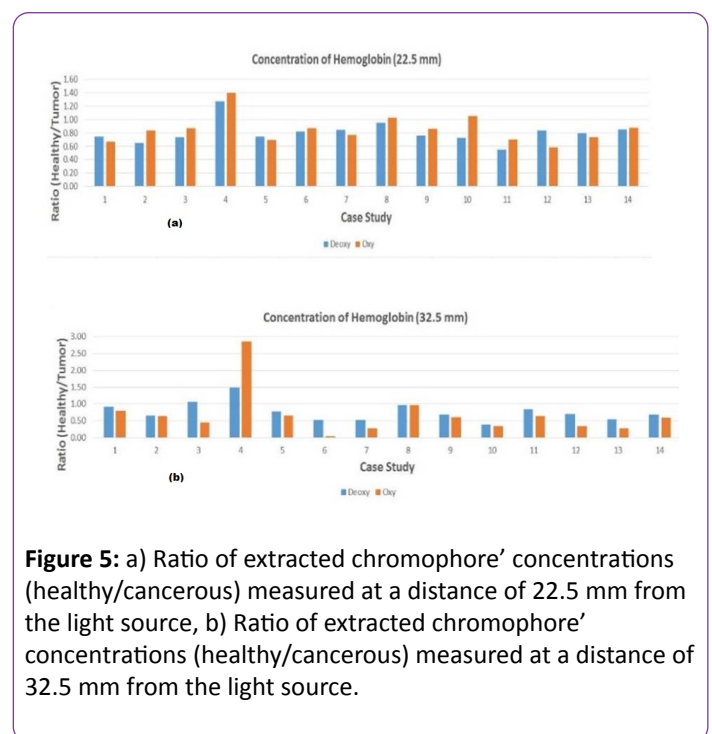 Concentration of Hemoglobin (22.5 mm)
Ratio (Healthy/Tumor)
1.60
1.40
1.20
1.00
0.80
0.60
0.40
0.20
0.00
1 2 3 4 5 6 7 8 9 10 11 12 13 14
(a)
Case Study
Deoxy Oxy
Concentration of Hemoglobin (32.5 mm)
Ratio (Healthy/Tumor)
3.00
2.50
2.00
1.50
1.00
0.50
0.00
1 2 3 4 5 6 7 8 9 10 11 12 13 14
Case Study
(b)
Deoxy Oxy
Figure 5: a) Ratio of extracted chromophore’ concentrations
(healthy/cancerous) measured at a distance of 22.5 mm from
the light source, b) Ratio of extracted chromophore’
concentrations (healthy/cancerous) measured at a distance of
32.5 mm from the light source.